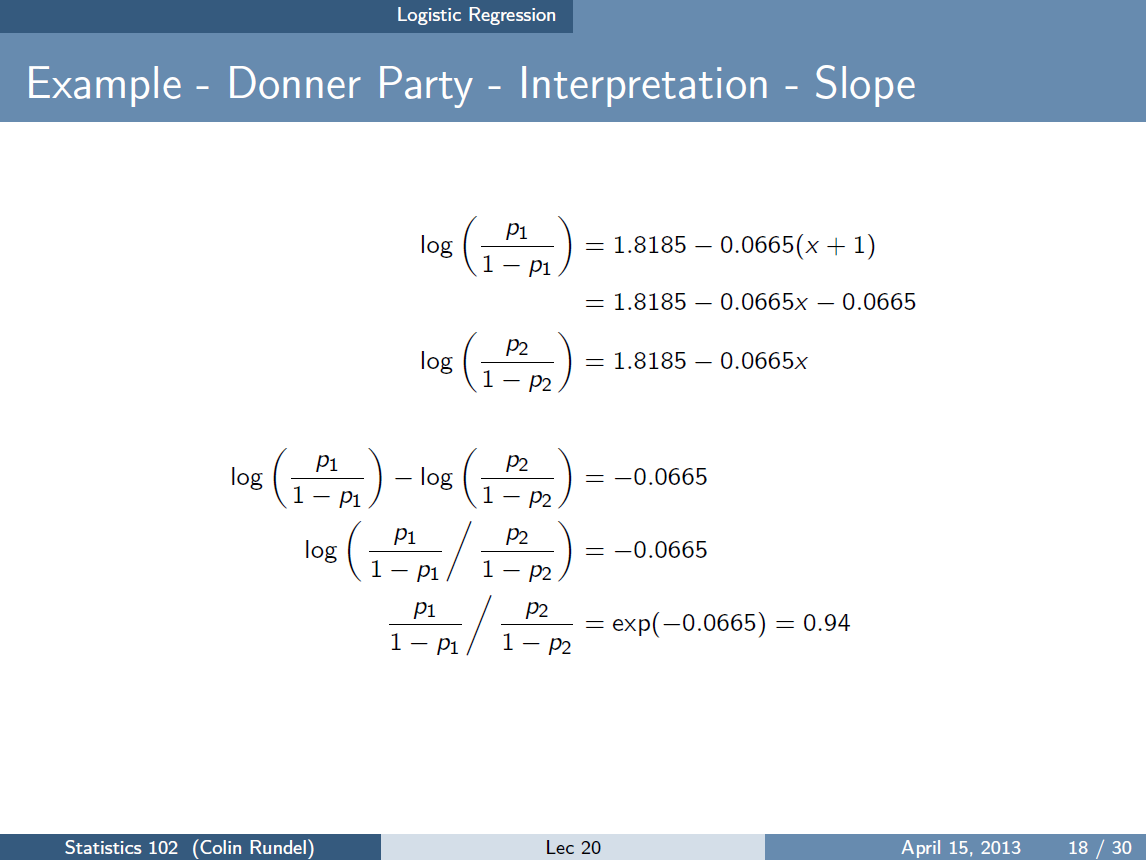 Logistic Regression
Example - Donner Party - Interpretation - Slope
log ( p1 / (1 − p1) ) = 1.8185 − 0.0665(x + 1)
= 1.8185 − 0.0665x − 0.0665
log ( p2 / (1 − p2) ) = 1.8185 − 0.0665x
log ( p1 / (1 − p1) ) − log ( p2 / (1 − p2) ) = −0.0665
log ( p1 / (1 − p1) / p2 / (1 − p2) ) = −0.0665
p1 / (1 − p1) / p2 / (1 − p2) = exp(−0.0665) = 0.94
Statistics 102 (Colin Rundel) Lec 20 April 15, 2013 18 / 30